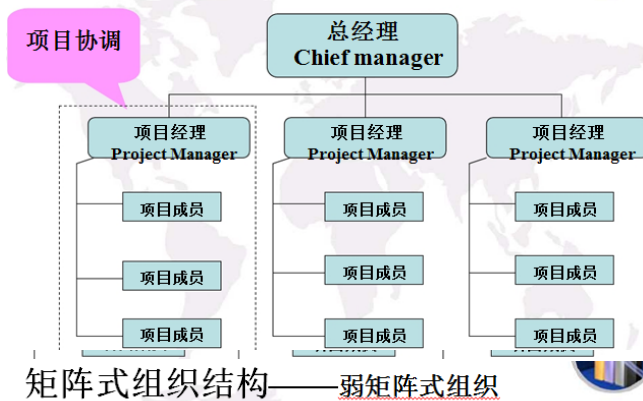 项目协调
总经理
Chief manager
项目经理
Project Manager
项目经理
Project Manager
项目经理
Project Manager
项目成员
项目成员
项目成员
项目成员
项目成员
项目成员
项目成员
项目成员
项目成员
矩阵式组织结构——弱矩阵式组织